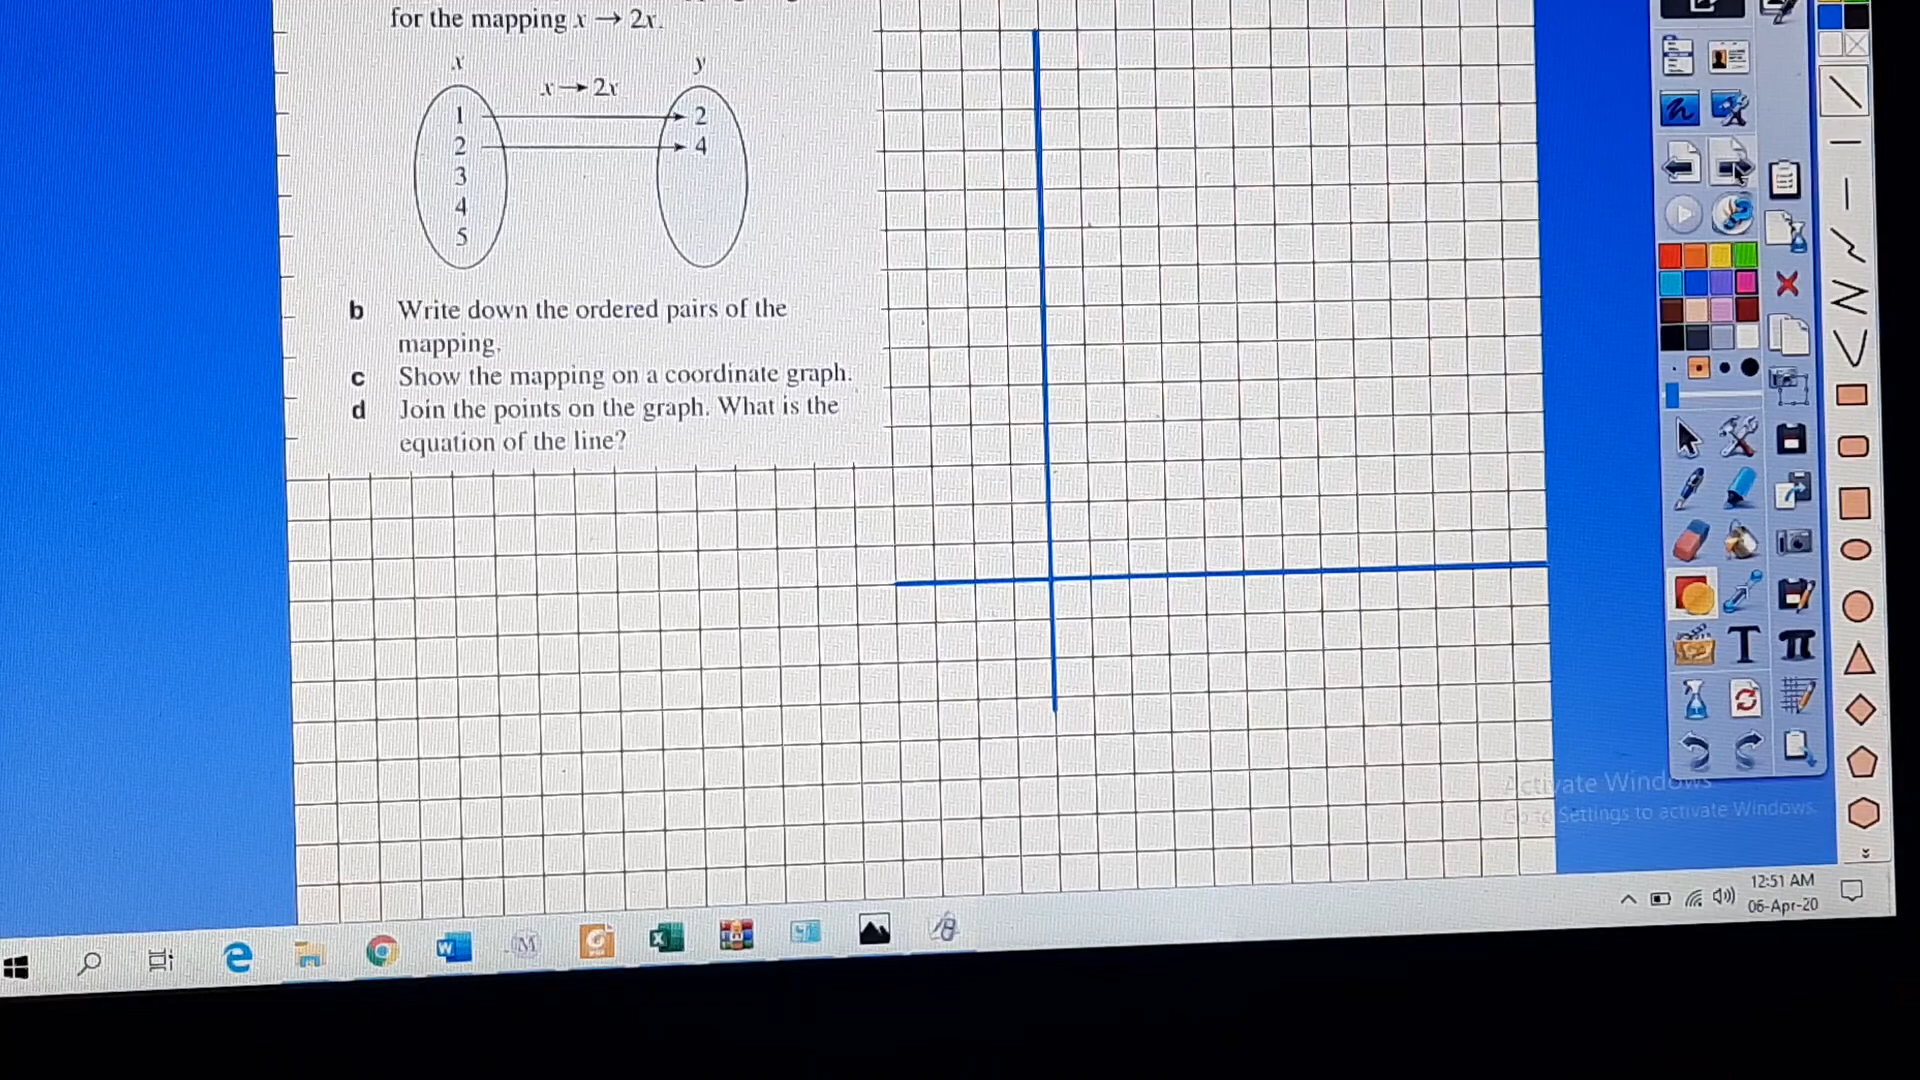 for the mapping x → 2x.
x
y
x → 2x
1
2
2
4
3
4
5
b Write down the ordered pairs of the
mapping.
c Show the mapping on a coordinate graph.
d Join the points on the graph. What is the
equation of the line?
T
π
Activate Windows
Go to Settings to activate Windows.
12:51 AM
06-Apr-20